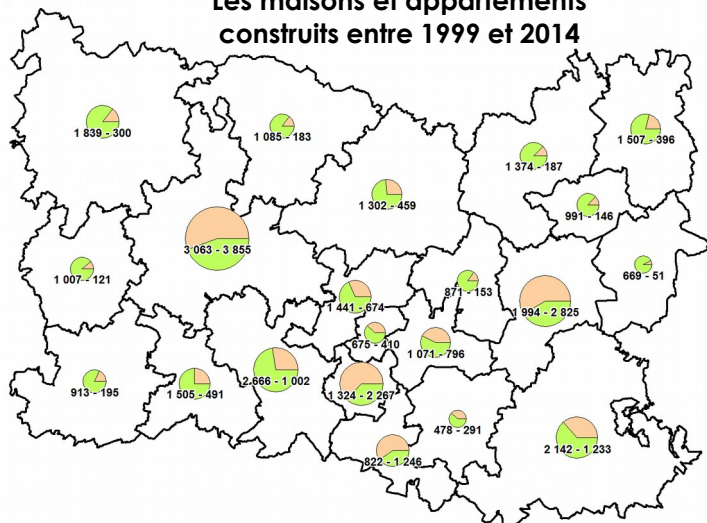 Les maisons et appartements
construits entre 1999 et 2014
1 839 - 300
1 085 - 183
1 507 - 396
1 374 - 187
1 302 - 459
991 - 146
3 063 - 3 855
1 007 - 121
669 - 51
871 - 153
1 441 - 674
1 994 - 2 825
675 - 410
1 071 - 796
2 666 - 1 002
913 - 195
1 505 - 491
1 324 - 2 267
478 - 291
2 142 - 1 233
822 - 1 246